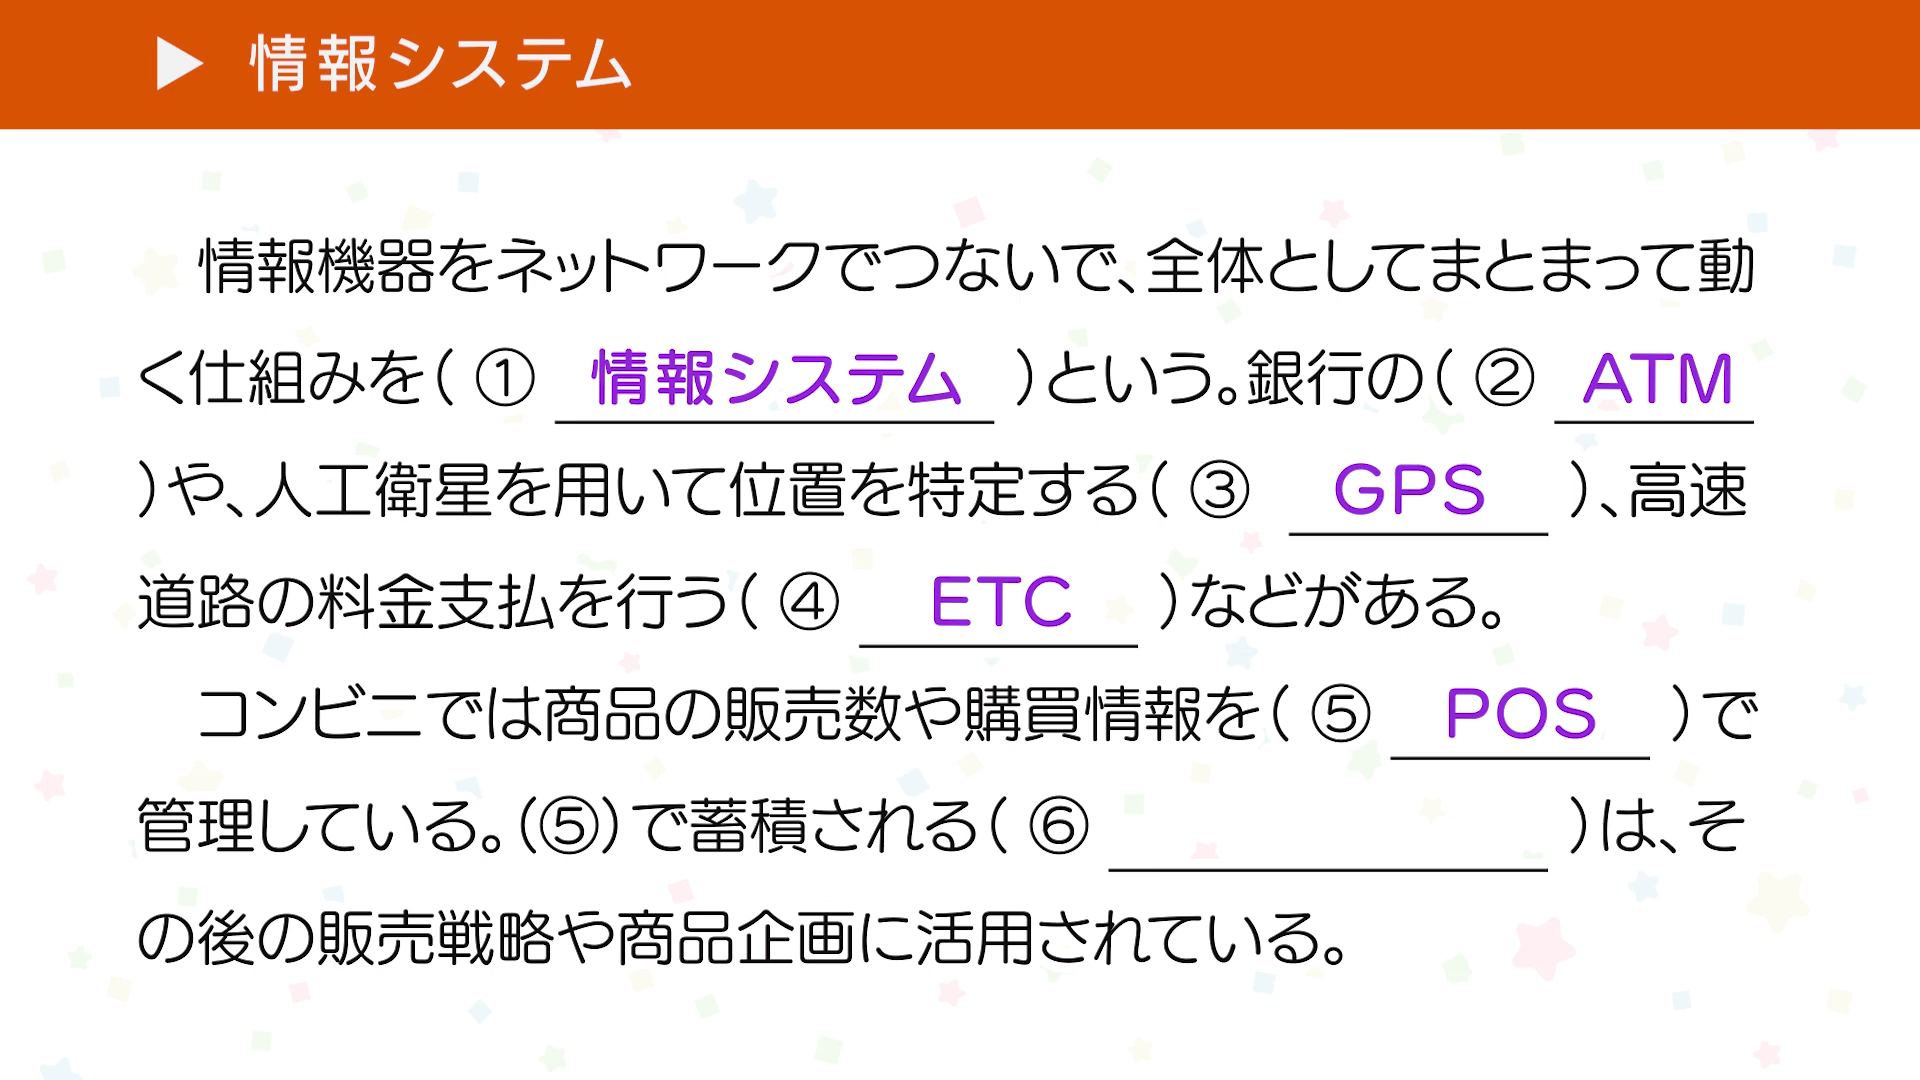 ▶ 情報システム
情報機器をネットワークでつないで、全体としてまとまって動
く仕組みを( ① 情報システム )という。銀行の( ② ATM
)や、人工衛星を用いて位置を特定する( ③ GPS )、高速
道路の料金支払を行う( ④ ETC )などがある。
コンビニでは商品の販売数や購買情報を( ⑤ POS )で
管理している。(⑤)で蓄積される( ⑥ )は、そ
の後の販売戦略や商品企画に活用されている。